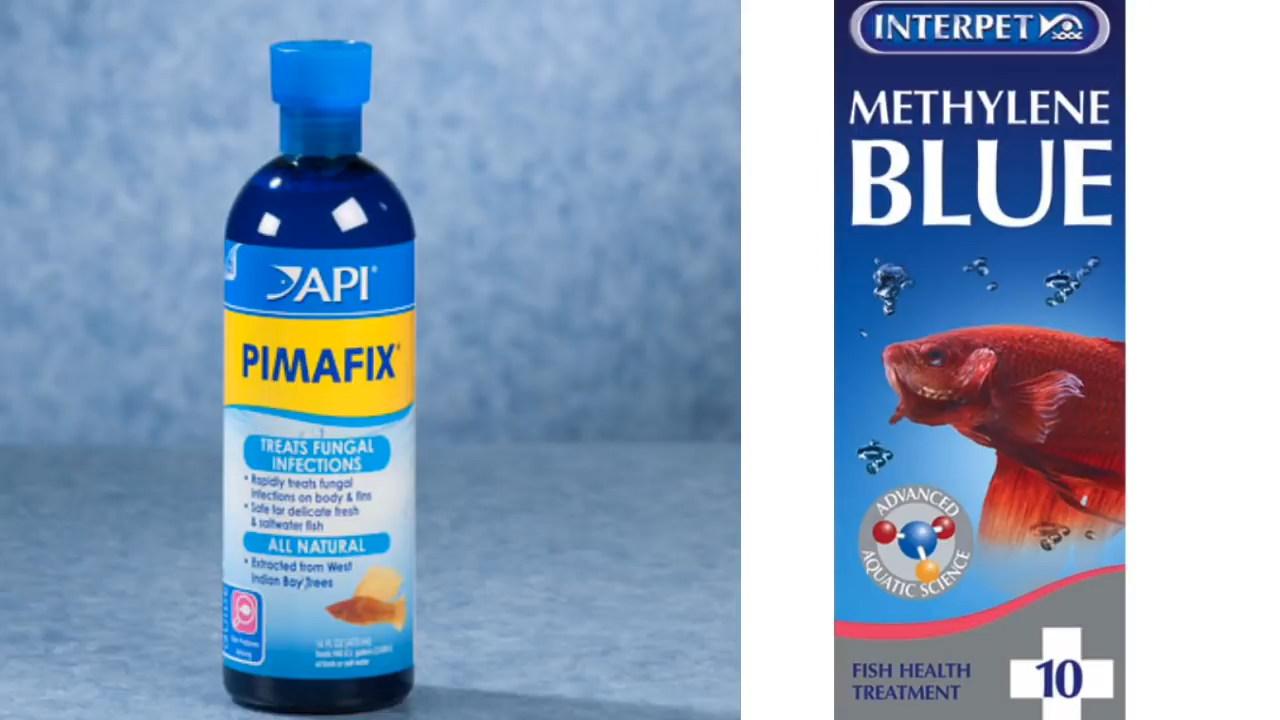 API®
PIMAFIX®
TREATS FUNGAL
INFECTIONS
• Rapidly treats fungal
infections on body & fins
• Safe for delicate fresh
& saltwater fish
ALL NATURAL
• Extracted from West
Indian Bay Trees
INTERPET
METHYLENE
BLUE
ADVANCED
AQUATIC SCIENCE
FISH HEALTH
TREATMENT
10